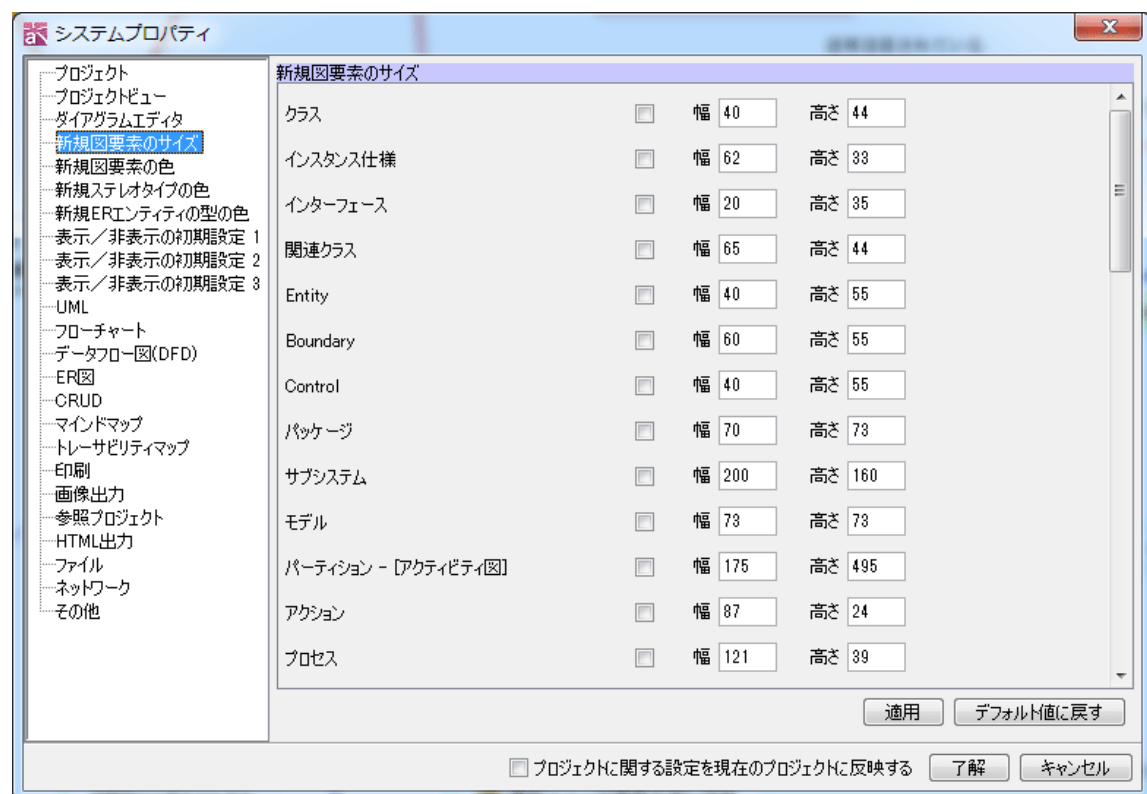 システムプロパティ
プロジェクト
プロジェクトビュー
ダイアグラムエディタ
新規図要素のサイズ
新規図要素の色
新規ステレオタイプの色
新規ERエンティティの型の色
表示／非表示の初期設定 1
表示／非表示の初期設定 2
表示／非表示の初期設定 3
UML
フローチャート
データフロー図(DFD)
ER図
CRUD
マインドマップ
トレーサビリティマップ
印刷
画像出力
参照プロジェクト
HTML出力
ファイル
ネットワーク
その他
新規図要素のサイズ
クラス 幅 40 高さ 44
インスタンス仕様 幅 62 高さ 33
インターフェース 幅 20 高さ 35
関連クラス 幅 65 高さ 44
Entity 幅 40 高さ 55
Boundary 幅 60 高さ 55
Control 幅 40 高さ 55
パッケージ 幅 70 高さ 73
サブシステム 幅 200 高さ 160
モデル 幅 73 高さ 73
パーティション - [アクティビティ図] 幅 175 高さ 495
アクション 幅 87 高さ 24
プロセス 幅 121 高さ 39
適用 デフォルト値に戻す
プロジェクトに関する設定を現在のプロジェクトに反映する 了解 キャンセル